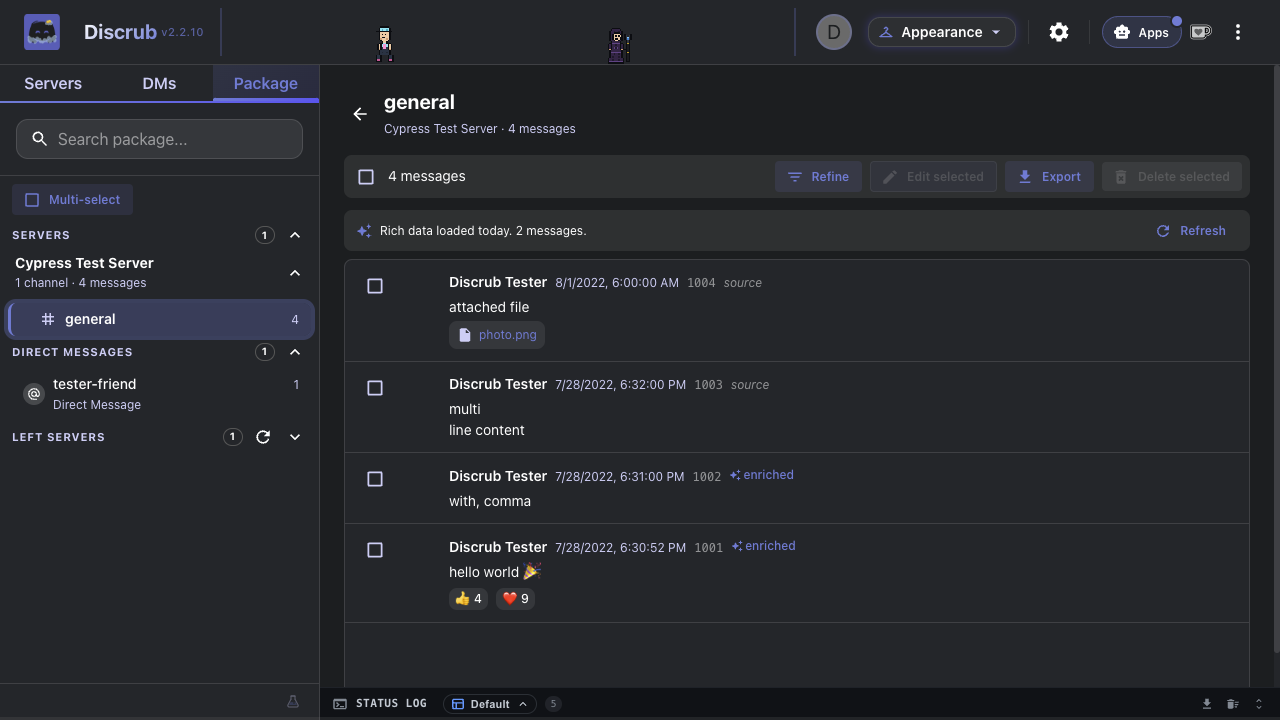 Discrub v2.2.10
D
Appearance
Apps
Servers
DMs
Package
Search package...
Multi-select
SERVERS
1
Cypress Test Server
1 channel · 4 messages
general
4
DIRECT MESSAGES
1
@
tester-friend
1
Direct Message
LEFT SERVERS
1
general
Cypress Test Server · 4 messages
4 messages
Refine
Edit selected
Export
Delete selected
Rich data loaded today. 2 messages.
Refresh
Discrub Tester 8/1/2022, 6:00:00 AM 1004 source
attached file
photo.png
Discrub Tester 7/28/2022, 6:32:00 PM 1003 source
multi
line content
Discrub Tester 7/28/2022, 6:31:00 PM 1002 enriched
with, comma
Discrub Tester 7/28/2022, 6:30:52 PM 1001 enriched
hello world 🎉
👍 4 ❤️ 9
STATUS LOG
Default
5